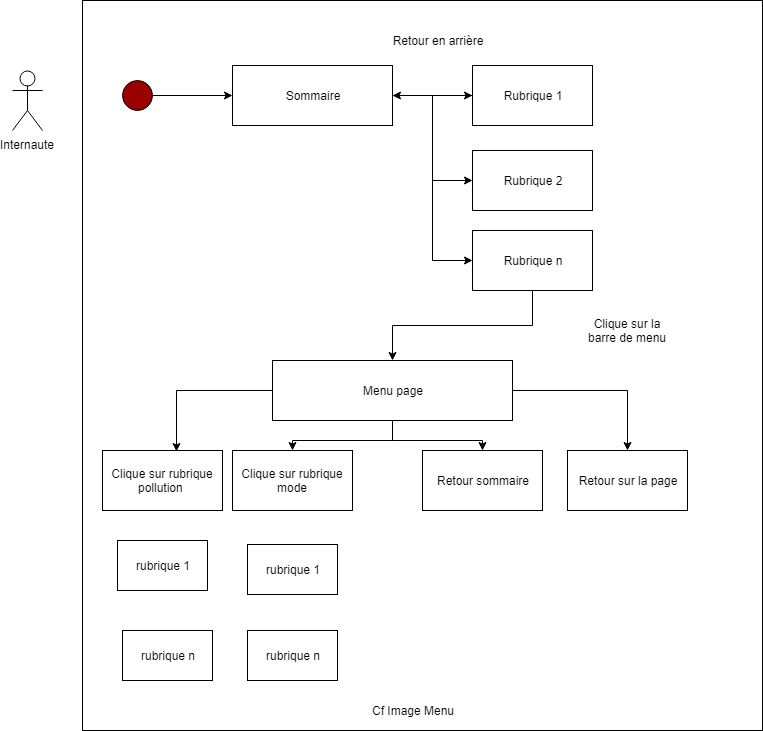 Retour en arrière
Sommaire
Rubrique 1
Internaute
Rubrique 2
Rubrique n
Clique sur la
barre de menu
Menu page
Clique sur rubrique
pollution
Clique sur rubrique
mode
Retour sommaire
Retour sur la page
rubrique 1
rubrique 1
rubrique n
rubrique n
Cf Image Menu